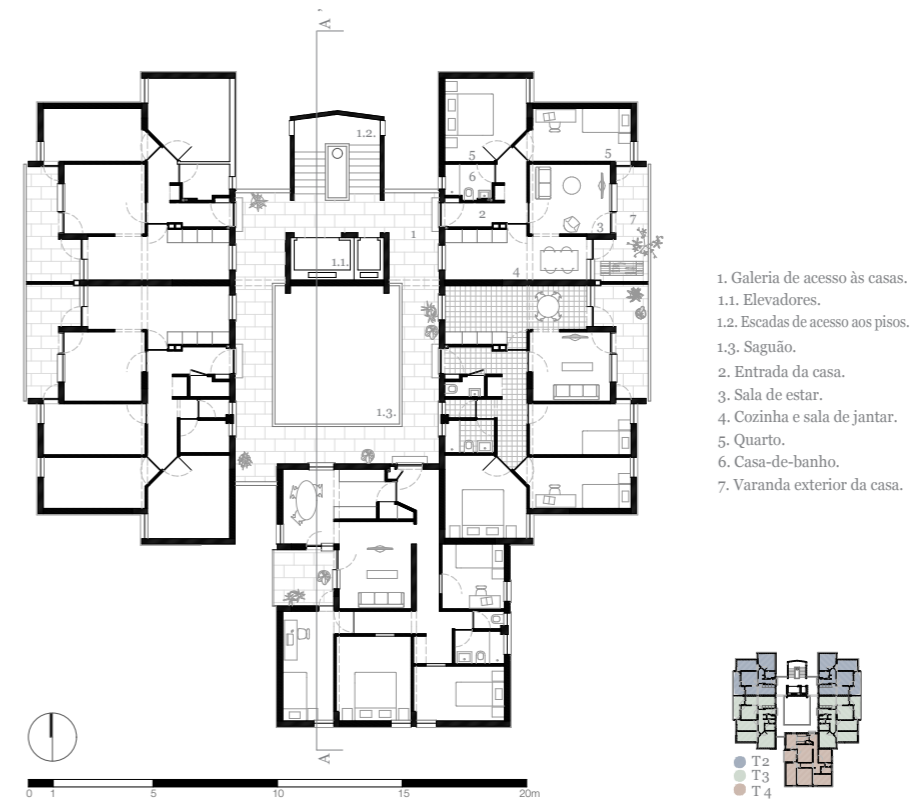 A
1.2.
5
5
6
2
1
3
7
1.1.
4
1.3.
A
1. Galeria de acesso às casas.
1.1. Elevadores.
1.2. Escadas de acesso aos pisos.
1.3. Saguão.
2. Entrada da casa.
3. Sala de estar.
4. Cozinha e sala de jantar.
5. Quarto.
6. Casa-de-banho.
7. Varanda exterior da casa.
T2
T3
T4
0 1 5 10 15 20m